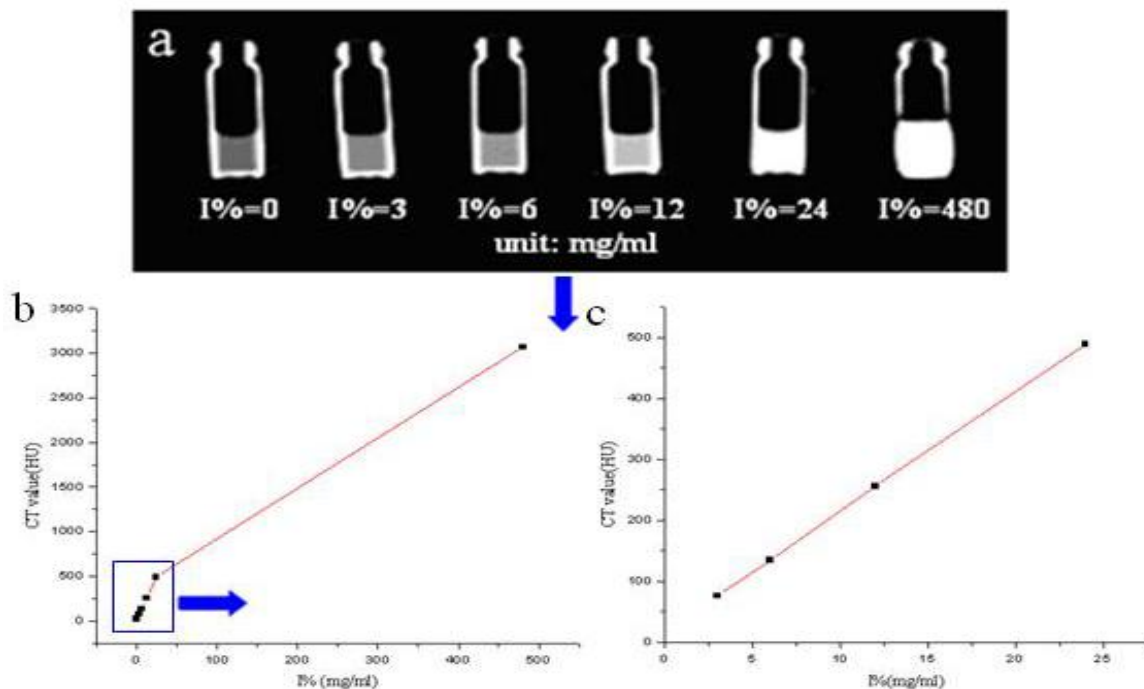 a
I%=0 I%=3 I%=6 I%=12 I%=24 I%=480
unit: mg/ml
b
3500
3000
2500
2000
1500
1000
500
0
CT value(HU)
0 100 200 300 400 500
I% (mg/ml)
c
500
400
300
200
100
0
CT value(HU)
5 10 15 20 25
I%(mg/ml)